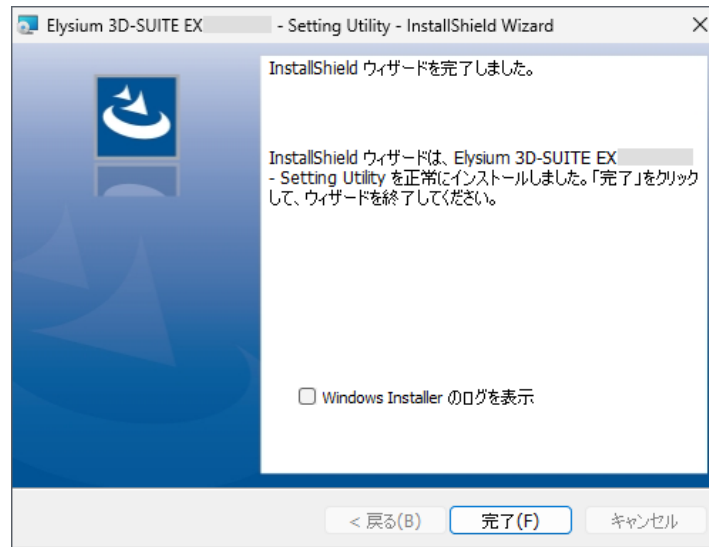 Elysium 3D-SUITE EX - Setting Utility - InstallShield Wizard
InstallShield ウィザードを完了しました。
InstallShield ウィザードは、Elysium 3D-SUITE EX
- Setting Utility を正常にインストールしました。「完了」をクリック
して、ウィザードを終了してください。
Windows Installer のログを表示
< 戻る(B)
完了(F)
キャンセル